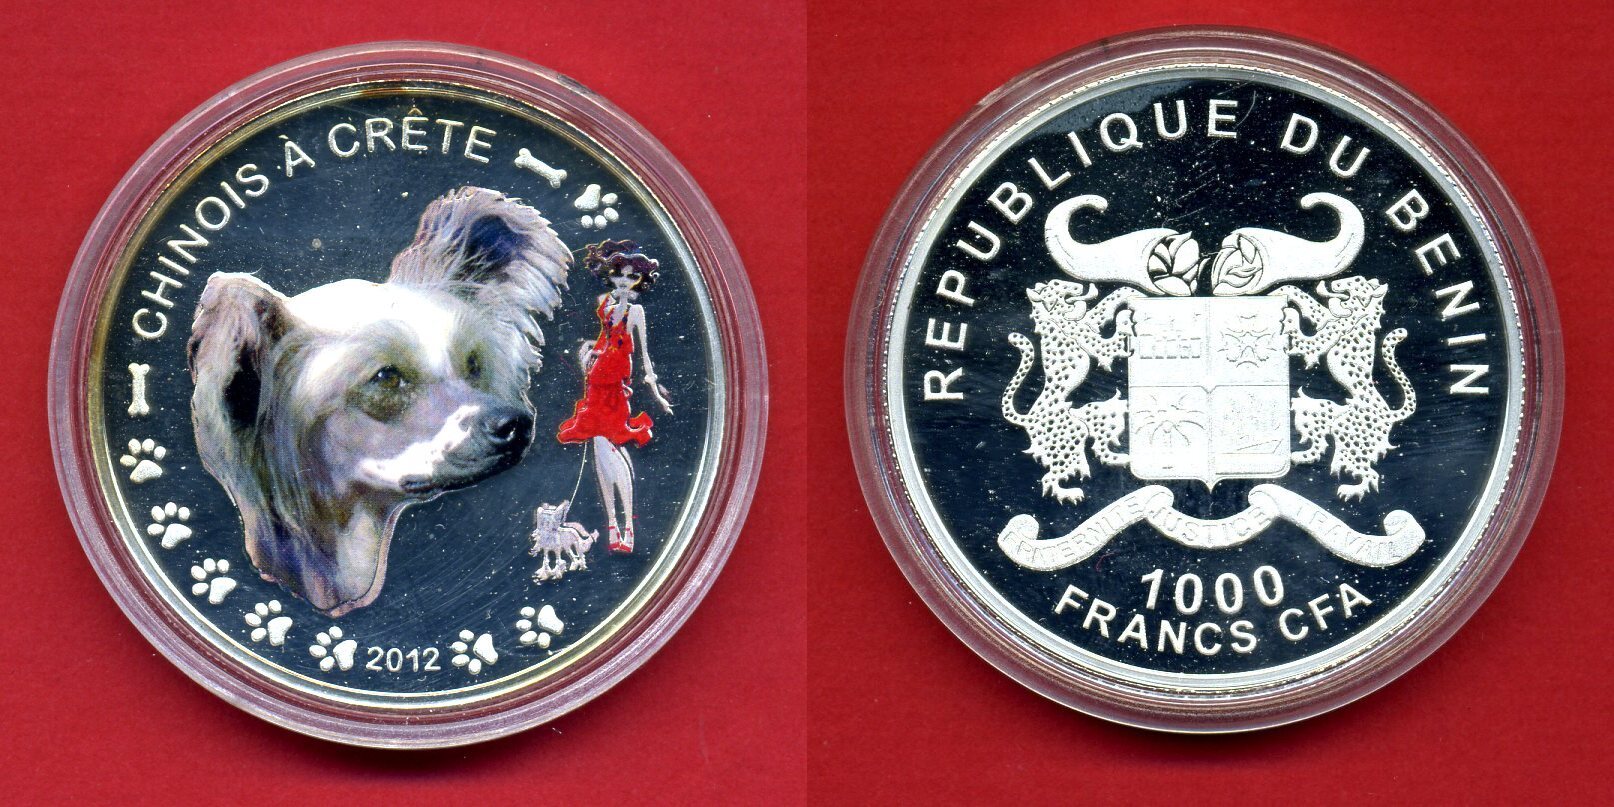 CHINOIS À CRÊTE
2012
REPUBLIQUE DU BENIN
FRATERNITE JUSTICE TRAVAIL
1000
FRANCS CFA